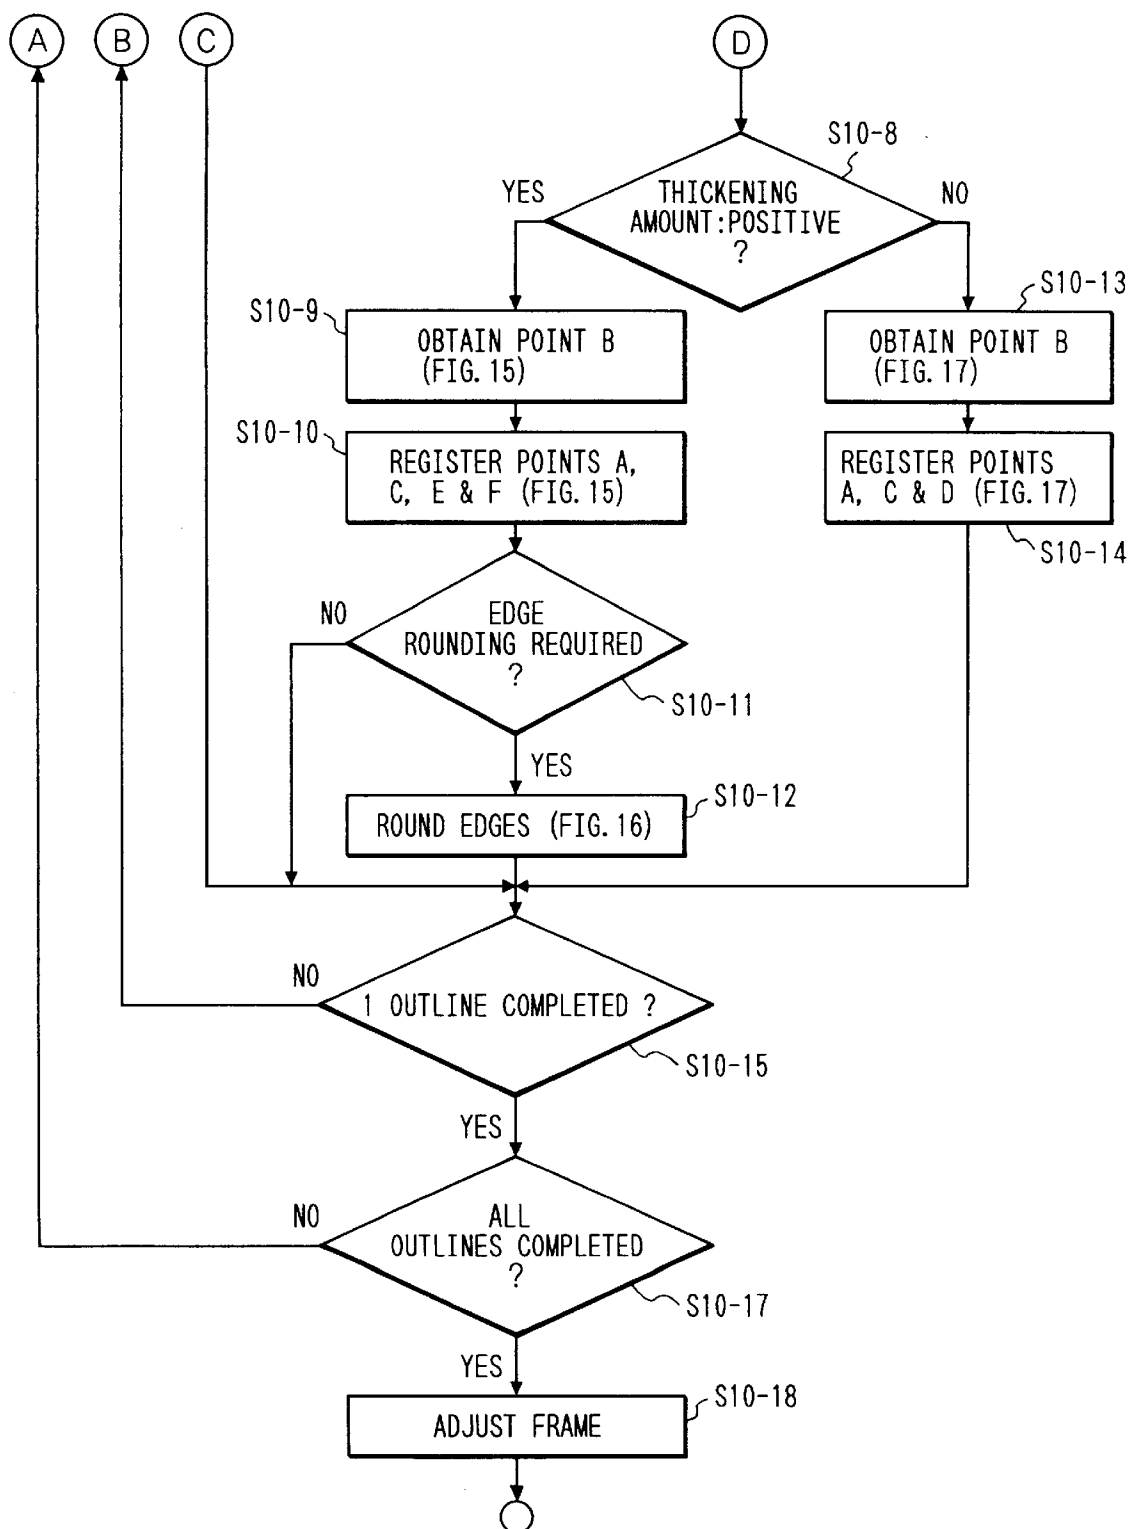 A
B
C
D
S10-8
YES
THICKENING
AMOUNT:POSITIVE
?
NO
S10-9
OBTAIN POINT B
(FIG. 15)
S10-13
OBTAIN POINT B
(FIG. 17)
S10-10
REGISTER POINTS A,
C, E & F (FIG. 15)
REGISTER POINTS
A, C & D (FIG. 17)
S10-14
NO
EDGE
ROUNDING REQUIRED
?
S10-11
YES
S10-12
ROUND EDGES (FIG. 16)
NO
1 OUTLINE COMPLETED ?
S10-15
YES
NO
ALL
OUTLINES COMPLETED
?
S10-17
YES
S10-18
ADJUST FRAME